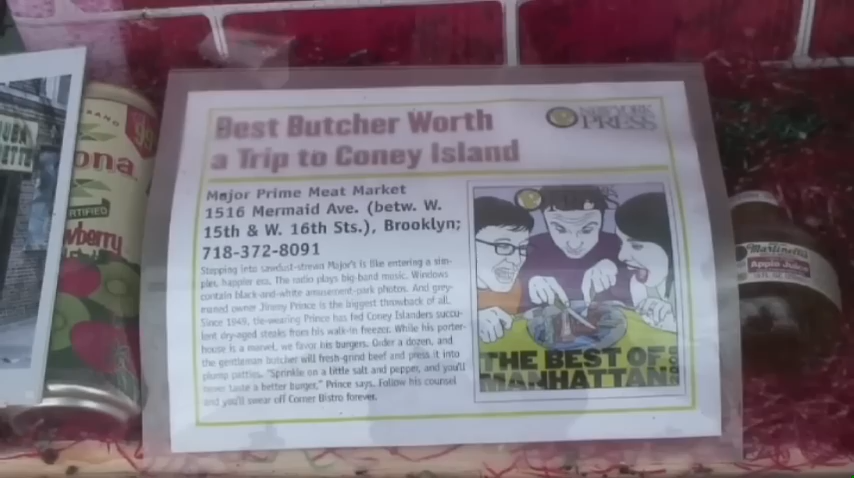 Best Butcher Worth
a Trip to Coney Island
NEW YORK
PRESS
Major Prime Meat Market
1516 Mermaid Ave. (betw. W.
15th & W. 16th Sts.), Brooklyn;
718-372-8091
Stepping into sawdust-strewn Major's is like entering a sim-
pler, happier era. The radio plays big-band music. Windows
contain black-and-white amusement-park photos. And grey-
maned owner Jimmy Prince is the biggest throwback of all.
Since 1949, tie-wearing Prince has fed Coney Islanders succu-
lent dry-aged steaks from his walk-in freezer. While his porter-
house is a marvel, we favor his burgers. Order a dozen, and
the gentleman butcher will fresh-grind beef and press it into
plump patties. "Sprinkle on a little salt and pepper, and you'll
never taste a better burger," Prince says. Follow his counsel
and you'll swear off Corner Bistro forever.
PRESS
THE BEST OF
MANHATTAN
BAND
99
ona
RTIFIED
wberry
Martinelli's
Apple Juice